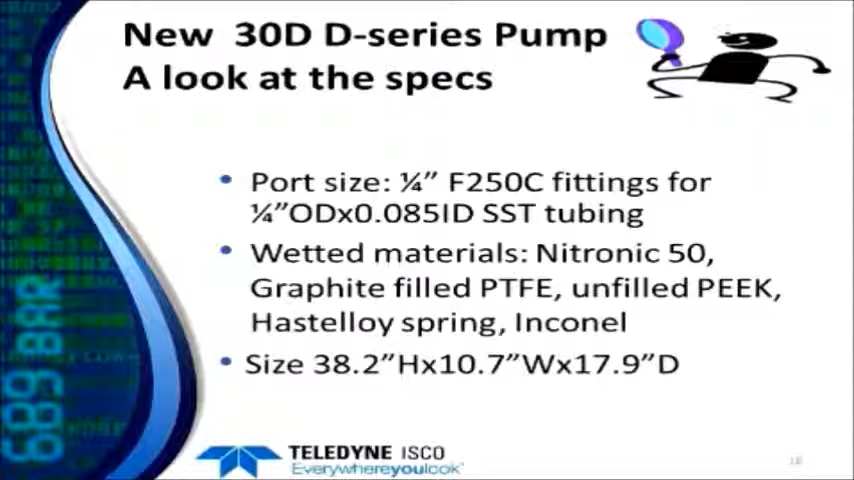 New 30D D-series Pump
A look at the specs
• Port size: ¼” F250C fittings for
¼”ODx0.085ID SST tubing
• Wetted materials: Nitronic 50,
Graphite filled PTFE, unfilled PEEK,
Hastelloy spring, Inconel
• Size 38.2”Hx10.7”Wx17.9”D
689 BAR
TELEDYNE ISCO
Everywhereyoulook